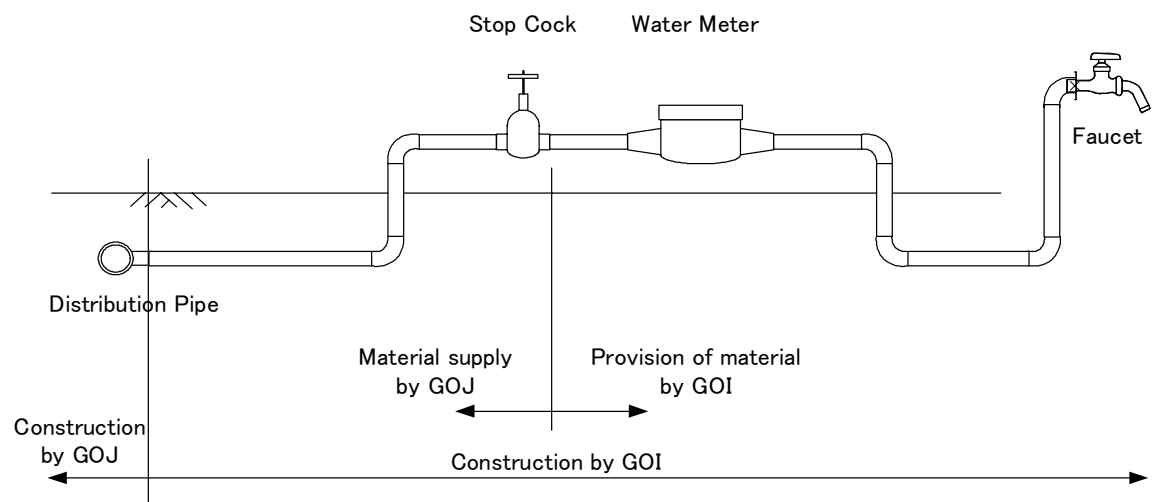 Stop Cock
Water Meter
Faucet
Distribution Pipe
Material supply
by GOJ
Provision of material
by GOI
Construction
by GOJ
Construction by GOI